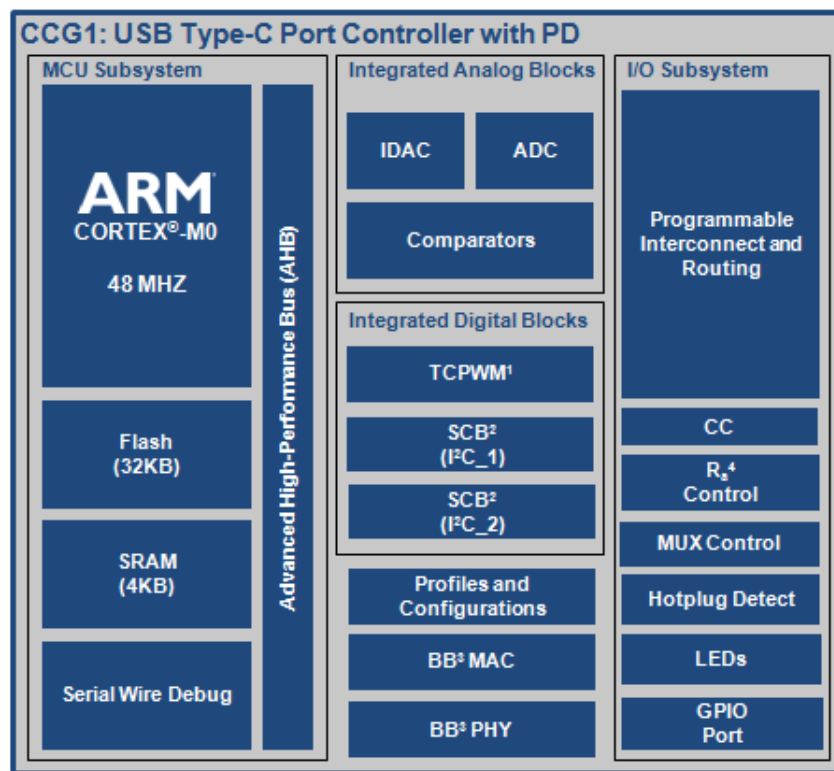 CCG1: USB Type-C Port Controller with PD
MCU Subsystem
ARM
CORTEX®-M0
48 MHZ
Flash
(32KB)
SRAM
(4KB)
Serial Wire Debug
Advanced High-Performance Bus (AHB)
Integrated Analog Blocks
IDAC
ADC
Comparators
Integrated Digital Blocks
TCPWM¹
SCB²
(I²C_1)
SCB²
(I²C_2)
Profiles and
Configurations
BB³ MAC
BB³ PHY
I/O Subsystem
Programmable
Interconnect and
Routing
CC
Rₐ⁴
Control
MUX Control
Hotplug Detect
LEDs
GPIO
Port